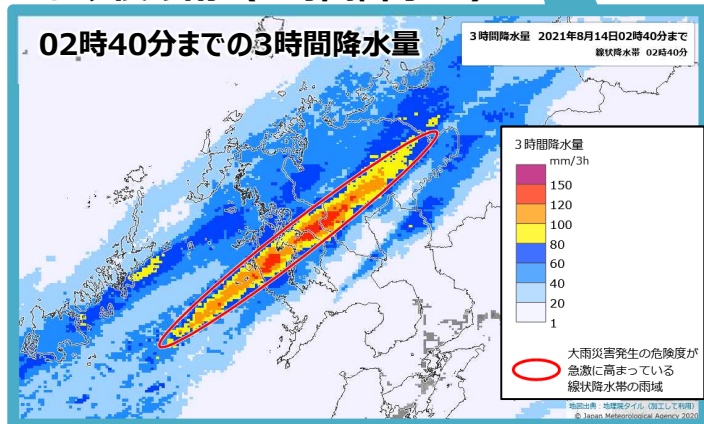 02時40分までの3時間降水量
3時間降水量 2021年8月14日02時40分まで
線状降水帯 02時40分
3時間降水量
mm/3h
150
120
100
80
60
40
20
1
大雨災害発生の危険度が
急激に高まっている
線状降水帯の雨域
地図出典：地理院タイル（加工して利用）
© Japan Meteorological Agency 2020